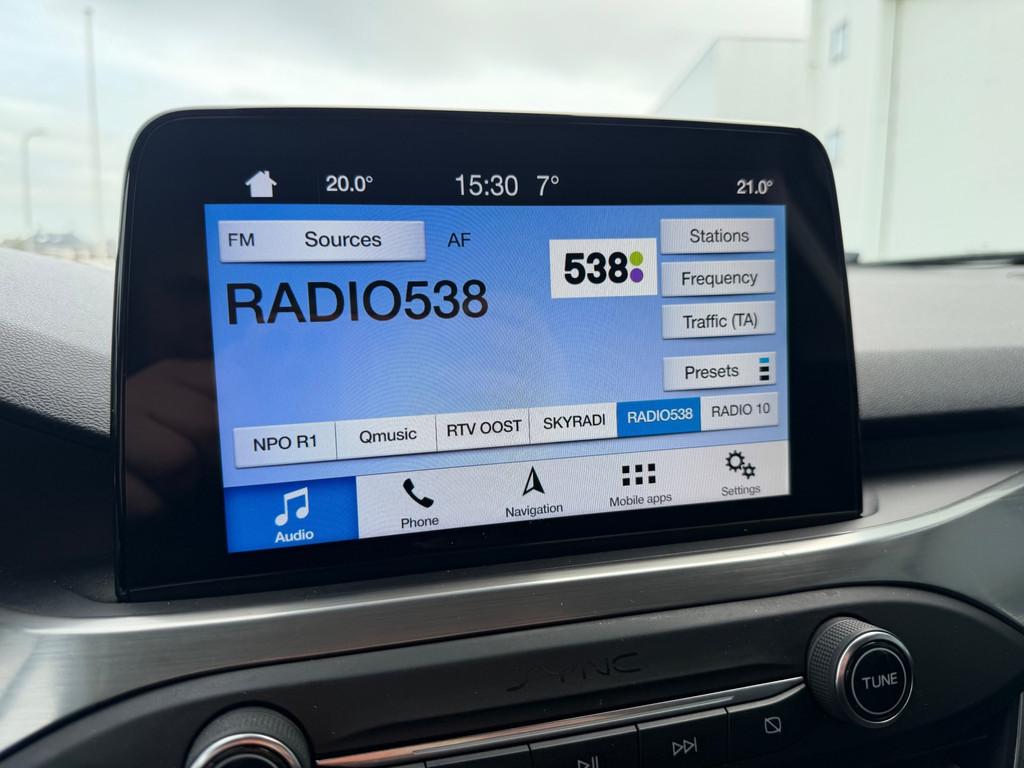 20.0°
15:30 7°
21.0°
FM Sources AF
538
Stations
RADIO538
Frequency
Traffic (TA)
Presets
NPO R1 Qmusic RTV OOST SKYRADI RADIO538 RADIO 10
Audio Phone Navigation Mobile apps Settings
SYNC
TUNE